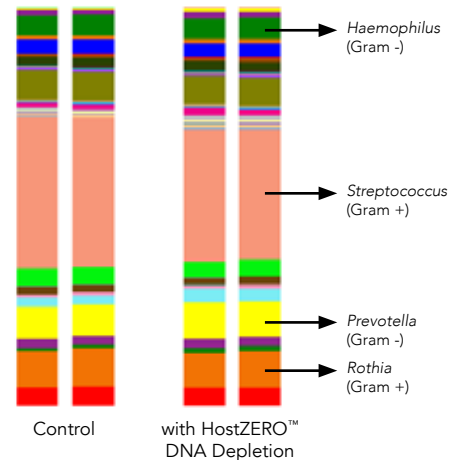 Haemophilus
(Gram -)
Streptococcus
(Gram +)
Prevotella
(Gram -)
Rothia
(Gram +)
Control
with HostZERO™
DNA Depletion